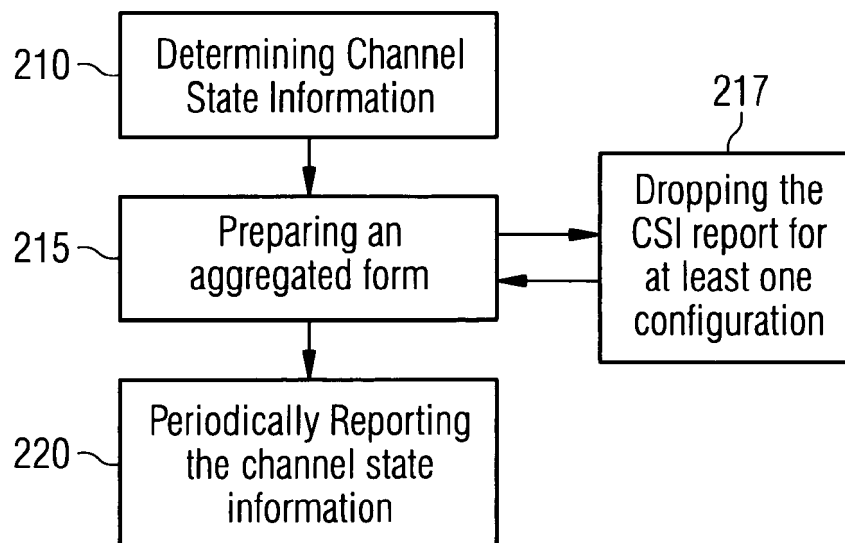 210
Determining Channel
State Information
217
Dropping the
CSI report for
at least one
configuration
215
Preparing an
aggregated form
220
Periodically Reporting
the channel state
information